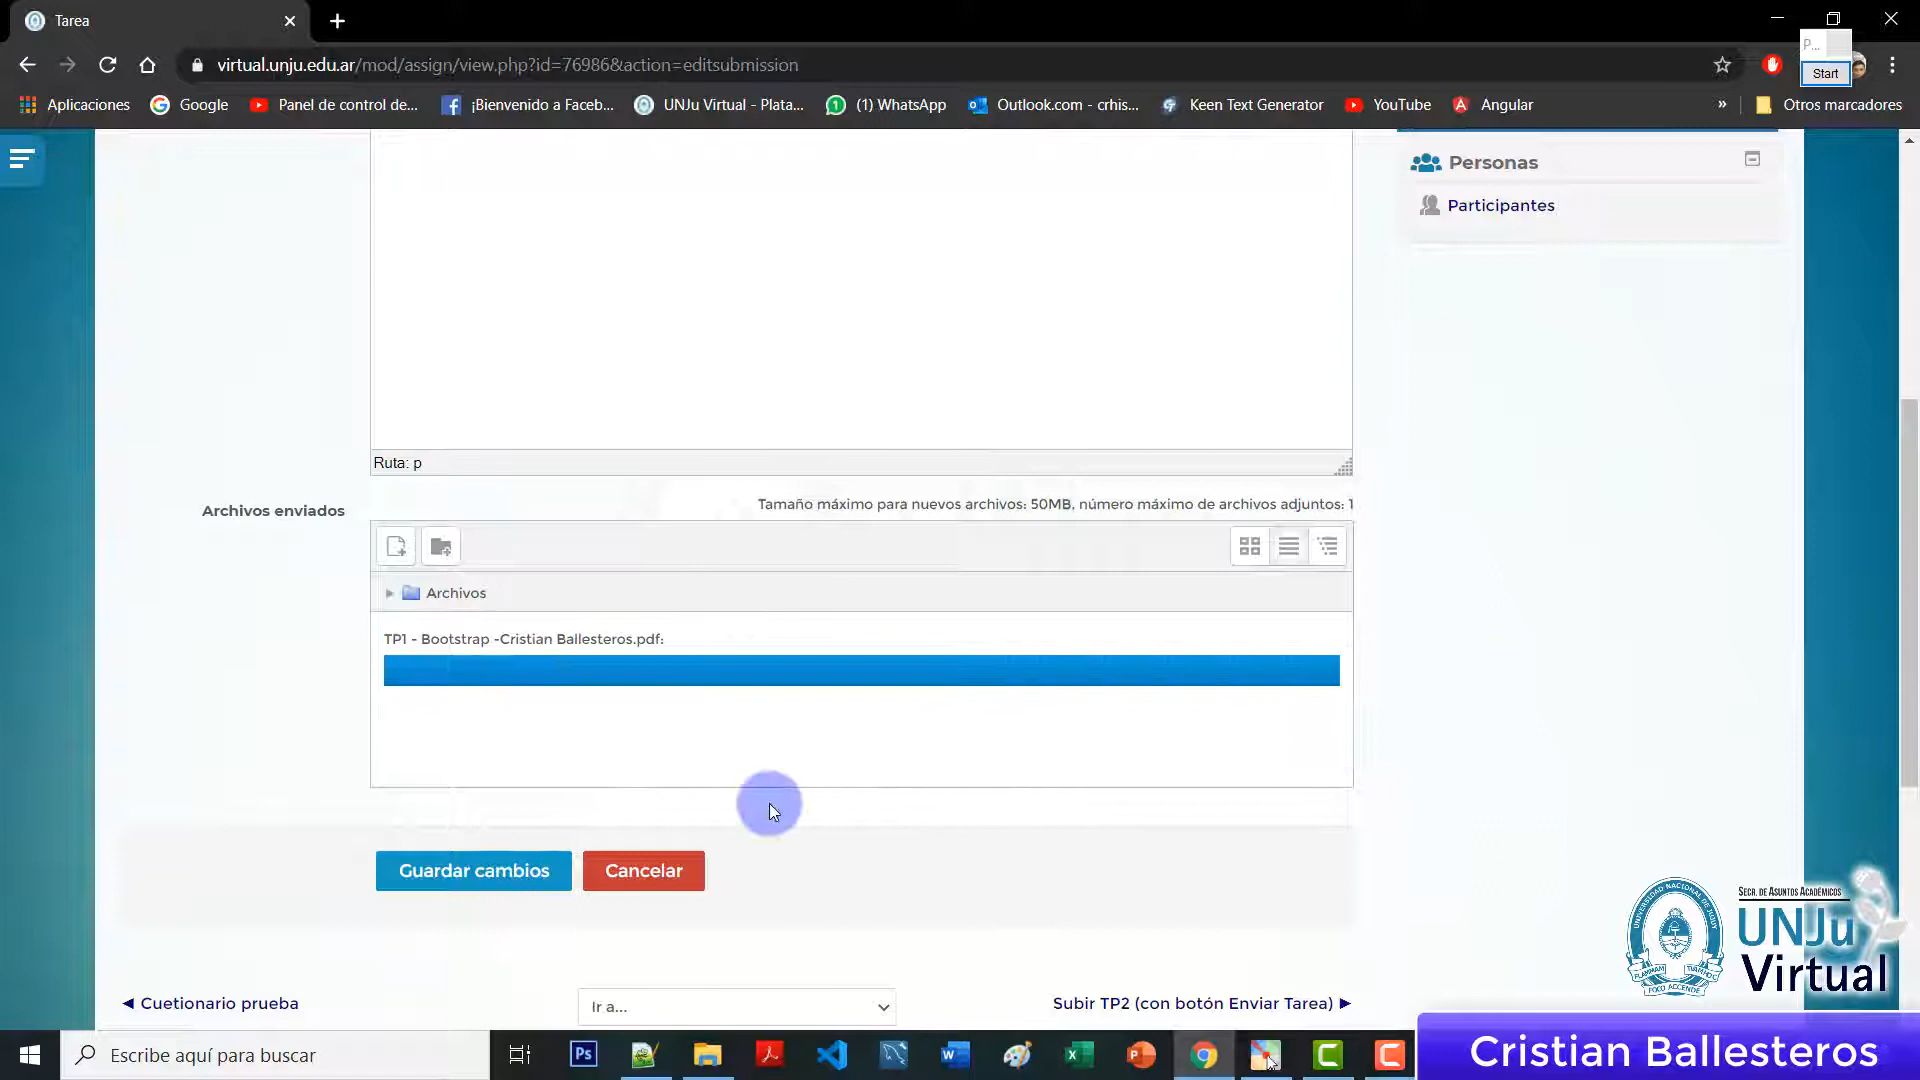 Tarea
virtual.unju.edu.ar/mod/assign/view.php?id=76986&action=editsubmission
P...
Start
Aplicaciones
Google
Panel de control de...
¡Bienvenido a Faceb...
UNJu Virtual - Plata...
(1) WhatsApp
Outlook.com - crhis...
Keen Text Generator
YouTube
Angular
»
Otros marcadores
Personas
Participantes
Ruta: p
Archivos enviados
Tamaño máximo para nuevos archivos: 50MB, número máximo de archivos adjuntos: 1
Archivos
TP1 - Bootstrap -Cristian Ballesteros.pdf:
Guardar cambios
Cancelar
◄ Cuetionario prueba
Ir a...
Subir TP2 (con botón Enviar Tarea) ►
Secr. de Asuntos Académicos
UNJu
Virtual
Escribe aquí para buscar
Cristian Ballesteros